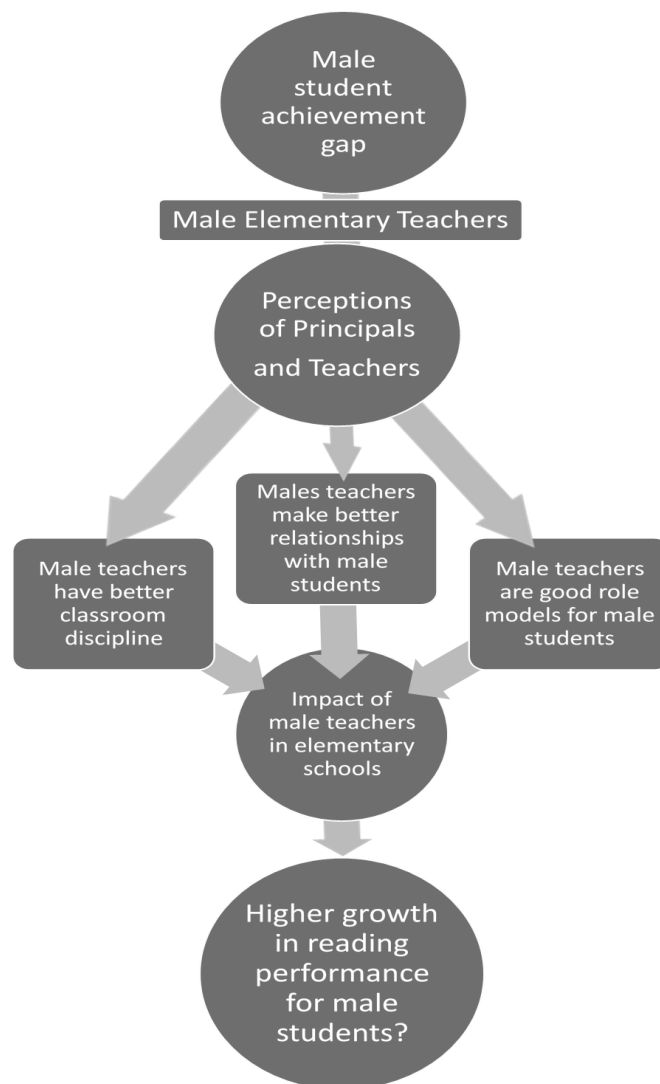 Male
student
achievement
gap
Male Elementary Teachers
Perceptions
of Principals
and Teachers
Males teachers
make better
relationships
with male
students
Male teachers
have better
classroom
discipline
Male teachers
are good role
models for male
students
Impact of
male teachers
in elementary
schools
Higher growth
in reading
performance
for male
students?